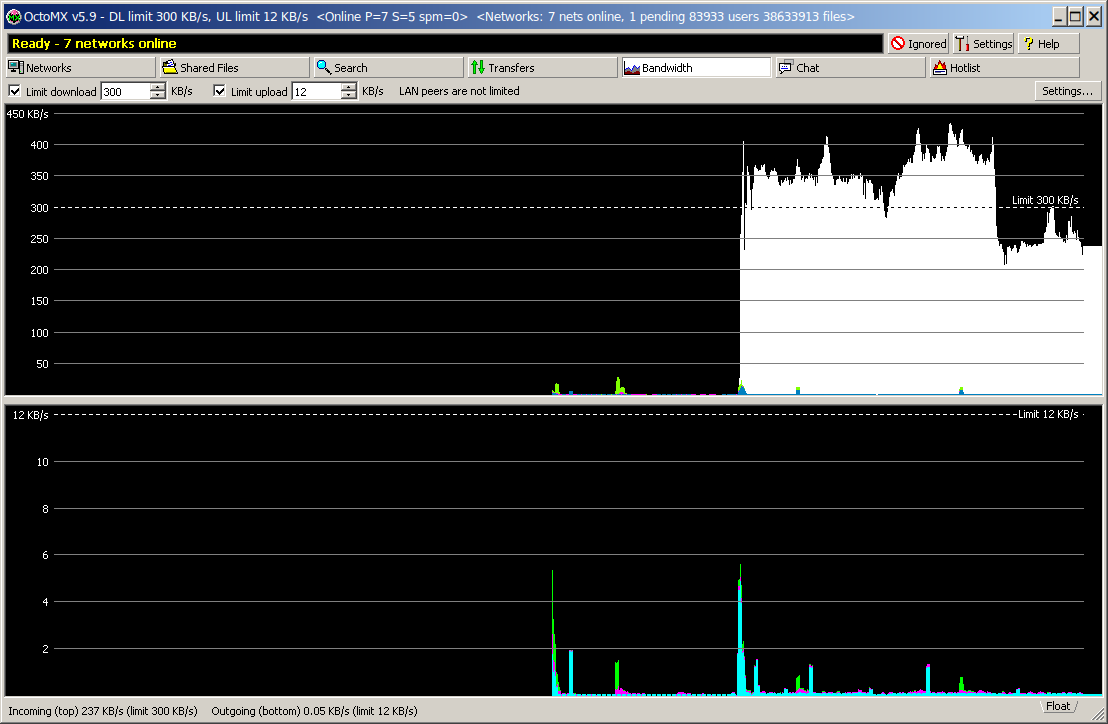 OctoMX v5.9 - DL limit 300 KB/s, UL limit 12 KB/s <Online P=7 S=5 spm=0> <Networks: 7 nets online, 1 pending 83933 users 38633913 files>
Ready - 7 networks online Ignored Settings ? Help
Networks Shared Files Search Transfers Bandwidth Chat Hotlist
Limit download 300 KB/s Limit upload 12 KB/s LAN peers are not limited Settings...
450 KB/s
400
350
Limit 300 KB/s
300
250
200
150
100
50
12 KB/s Limit 12 KB/s
10
8
6
4
2
Incoming (top) 237 KB/s (limit 300 KB/s) Outgoing (bottom) 0.05 KB/s (limit 12 KB/s) Float